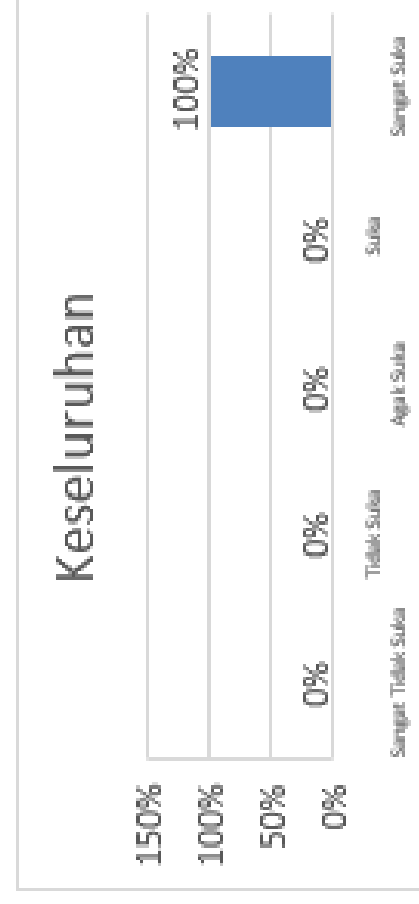 Keseluruhan
150%
100%
50%
0%
0%
0%
0%
0%
100%
Sangat Tidak Suka
Tidak Suka
Agak Suka
Suka
Sangat Suka